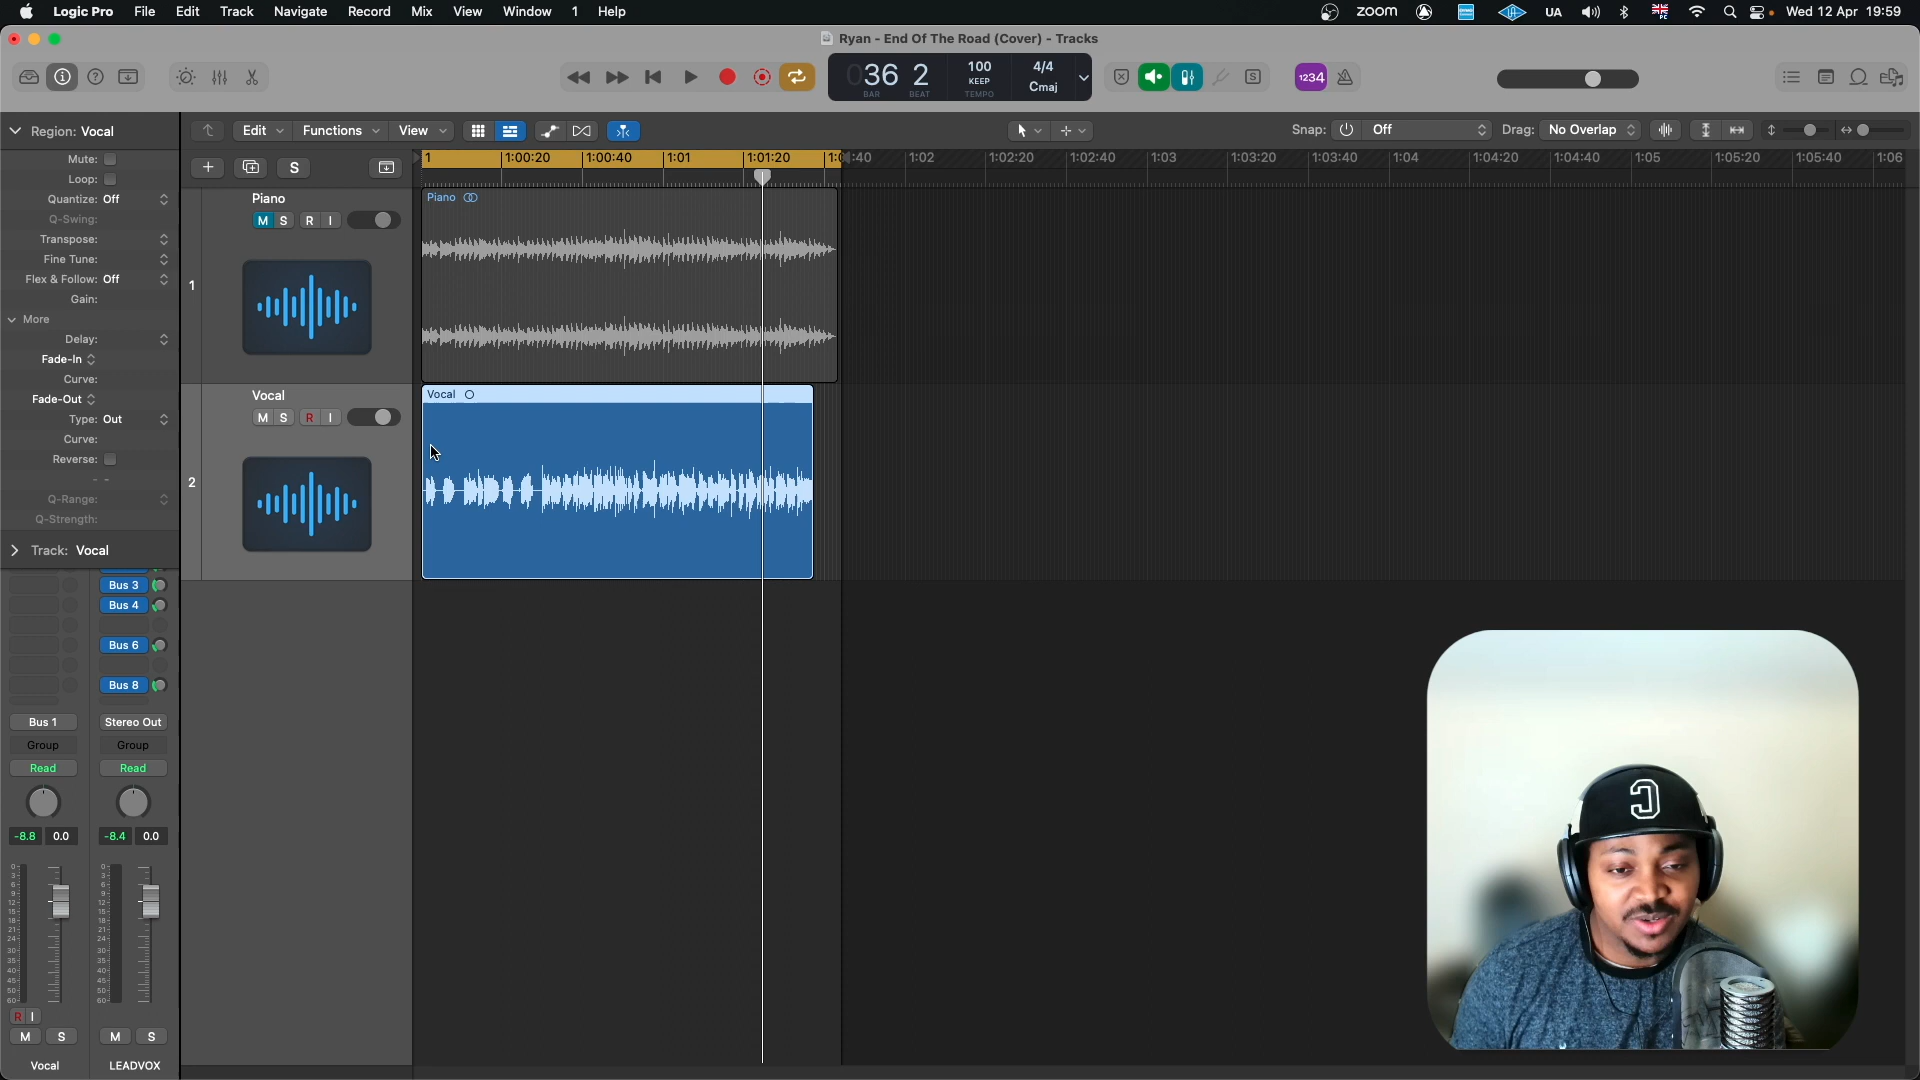 Logic Pro File Edit Track Navigate Record Mix View Window 1 Help
zoom UA Wed 12 Apr 19:59
Ryan - End Of The Road (Cover) - Tracks
036 2 100 4/4
KEEP Cmaj
BAR BEAT TEMPO
S 1234
Region: Vocal
Edit Functions View
Snap: Off Drag: No Overlap
Mute:
Loop:
Quantize: Off
Q-Swing:
Transpose:
Fine Tune:
Flex & Follow: Off
Gain:
More
Delay:
Fade-In
Curve:
Fade-Out
Type: Out
Curve:
Reverse:
Q-Range:
Q-Strength:
Track: Vocal
S
1 1:00:20 1:00:40 1:01 1:01:20 :40 1:02 1:02:20 1:02:40 1:03 1:03:20 1:03:40 1:04 1:04:20 1:04:40 1:05 1:05:20 1:05:40 1:06
1
Piano
M S R I
Piano
2
Vocal
M S R I
Vocal
Bus 3
Bus 4
Bus 6
Bus 8
Bus 1 Stereo Out
Group Group
Read Read
-8.8 0.0 -8.4 0.0
R I
M S M S
Vocal LEADVOX